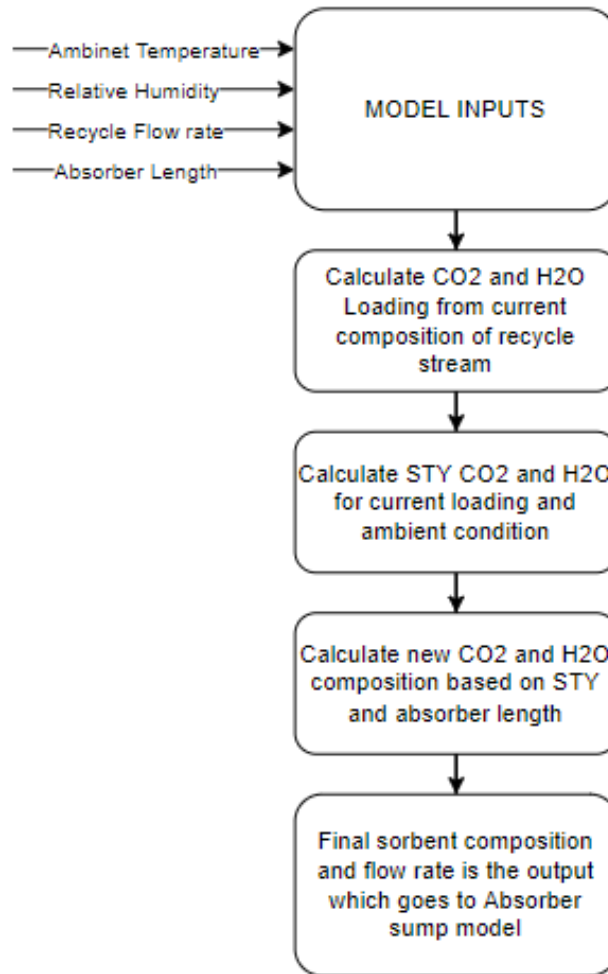 Ambinet Temperature
Relative Humidity
Recycle Flow rate
Absorber Length
MODEL INPUTS
Calculate CO2 and H2O
Loading from current
composition of recycle
stream
Calculate STY CO2 and H2O
for current loading and
ambient condition
Calculate new CO2 and H2O
composition based on STY
and absorber length
Final sorbent composition
and flow rate is the output
which goes to Absorber
sump model